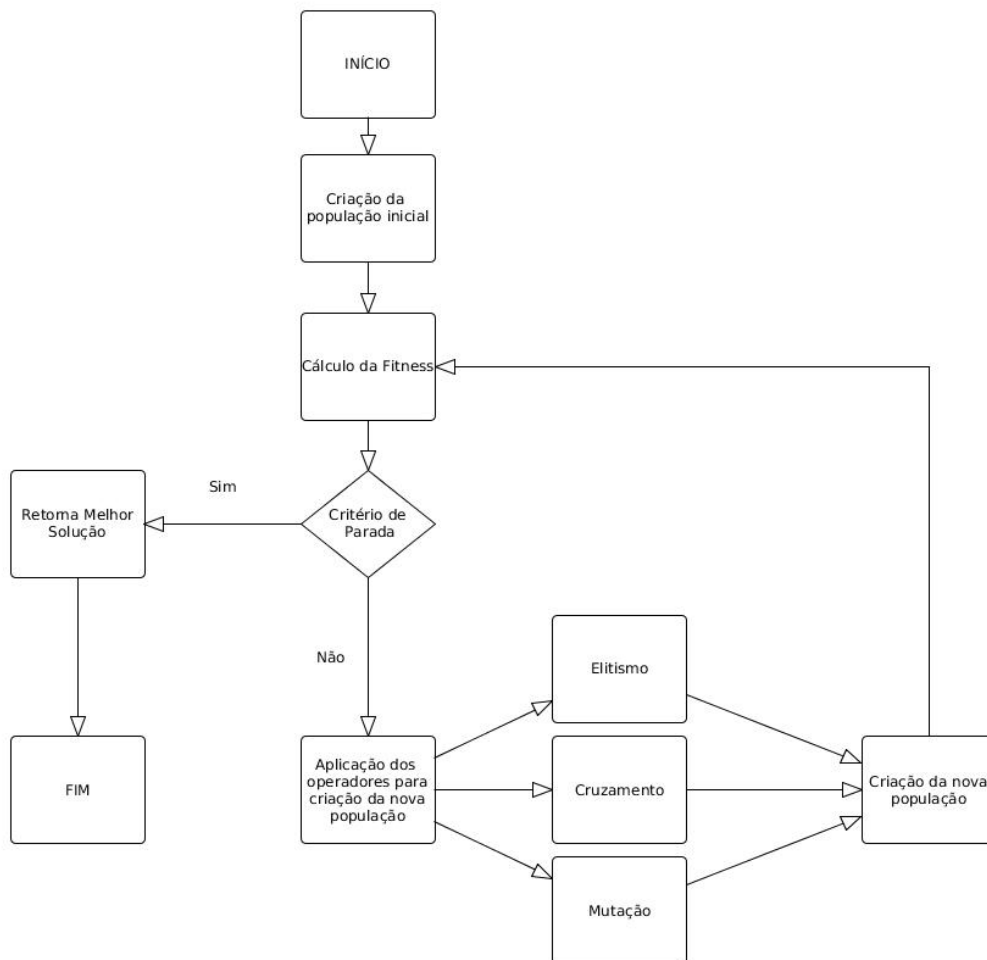 INÍCIO
Criação da
população inicial
Cálculo da Fitness
Sim
Critério de
Parada
Retorna Melhor
Solução
Não
Elitismo
FIM
Aplicação dos
operadores para
criação da nova
população
Cruzamento
Criação da nova
população
Mutação